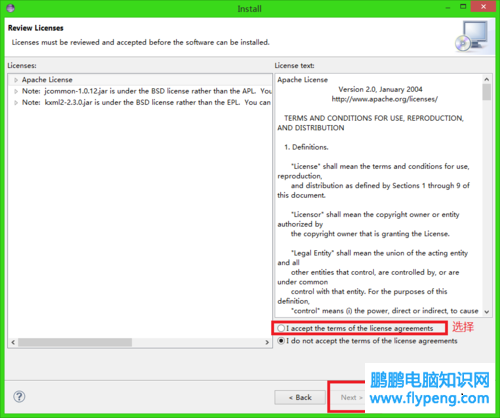 Install
Review Licenses
Licenses must be reviewed and accepted before the software can be installed.
Licenses:
Apache License
Note: jcommon-1.0.12.jar is under the BSD license rather than the APL. You
Note: kxml2-2.3.0.jar is under the BSD license rather than the EPL. You can
License text:
Apache License
Version 2.0, January 2004
http://www.apache.org/licenses/
TERMS AND CONDITIONS FOR USE, REPRODUCTION,
AND DISTRIBUTION
1. Definitions.
"License" shall mean the terms and conditions for use,
reproduction,
and distribution as defined by Sections 1 through 9 of
this document.
"Licensor" shall mean the copyright owner or entity
authorized by
the copyright owner that is granting the License.
"Legal Entity" shall mean the union of the acting entity
and all
other entities that control, are controlled by, or are
under common
control with that entity. For the purposes of this
definition,
"control" means (i) the power, direct or indirect, to cause
I accept the terms of the license agreements
选择
I do not accept the terms of the license agreements
?
< Back
Next >
鹏鹏电脑知识网
www.flypeng.com